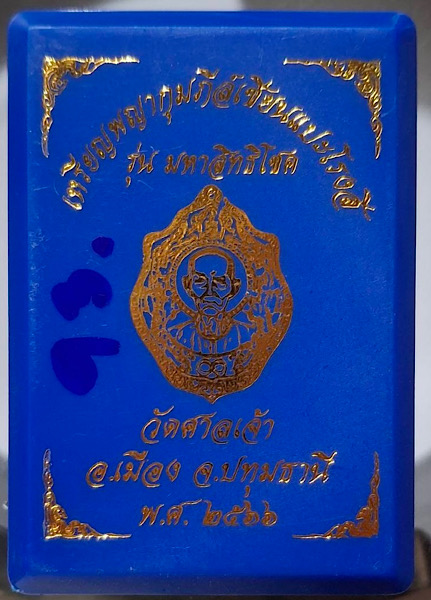 เหรียญพญากุมภีล์เซียนแปะโรงสี
รุ่น มหาสิทธิโชค
วัดศาลเจ้า
อ.เมือง จ.ปทุมธานี
พ.ศ. ๒๕๖๖